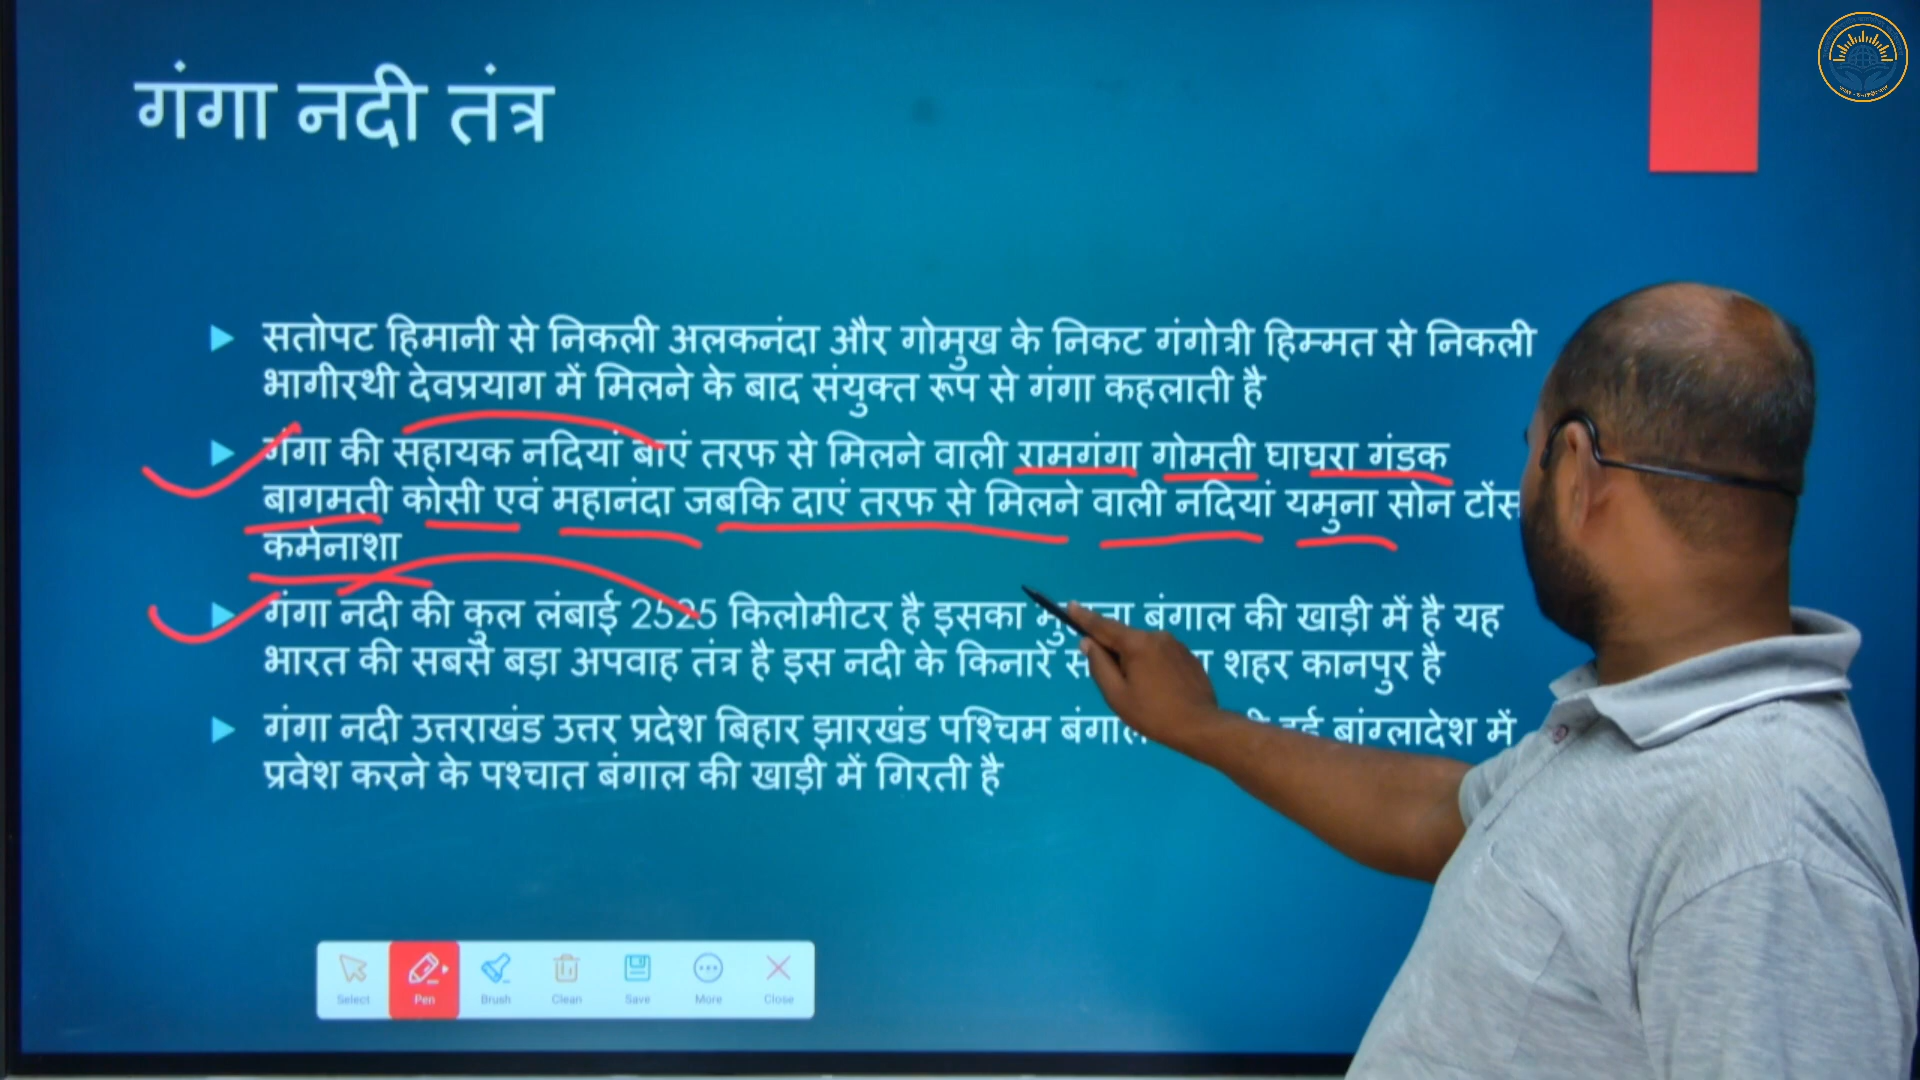 गंगा नदी तंत्र
सतोपट हिमानी से निकली अलकनंदा और गोमुख के निकट गंगोत्री हिम्मत से निकली
भागीरथी देवप्रयाग में मिलने के बाद संयुक्त रूप से गंगा कहलाती है
गंगा की सहायक नदियां बाएं तरफ से मिलने वाली रामगंगा गोमती घाघरा गंडक
बागमती कोसी एवं महानंदा जबकि दाएं तरफ से मिलने वाली नदियां यमुना सोन टोंस
कमेनाशा
गंगा नदी की कुल लंबाई 2525 किलोमीटर है इसका बंगाल की खाड़ी में है यह
भारत की सबसे बड़ा अपवाह तंत्र है इस नदी के किनारे शहर कानपुर है
गंगा नदी उत्तराखंड उत्तर प्रदेश बिहार झारखंड पश्चिम बंगाल हुई बांग्लादेश में
प्रवेश करने के पश्चात बंगाल की खाड़ी में गिरती है
Select Pen Brush Clean Save More Close